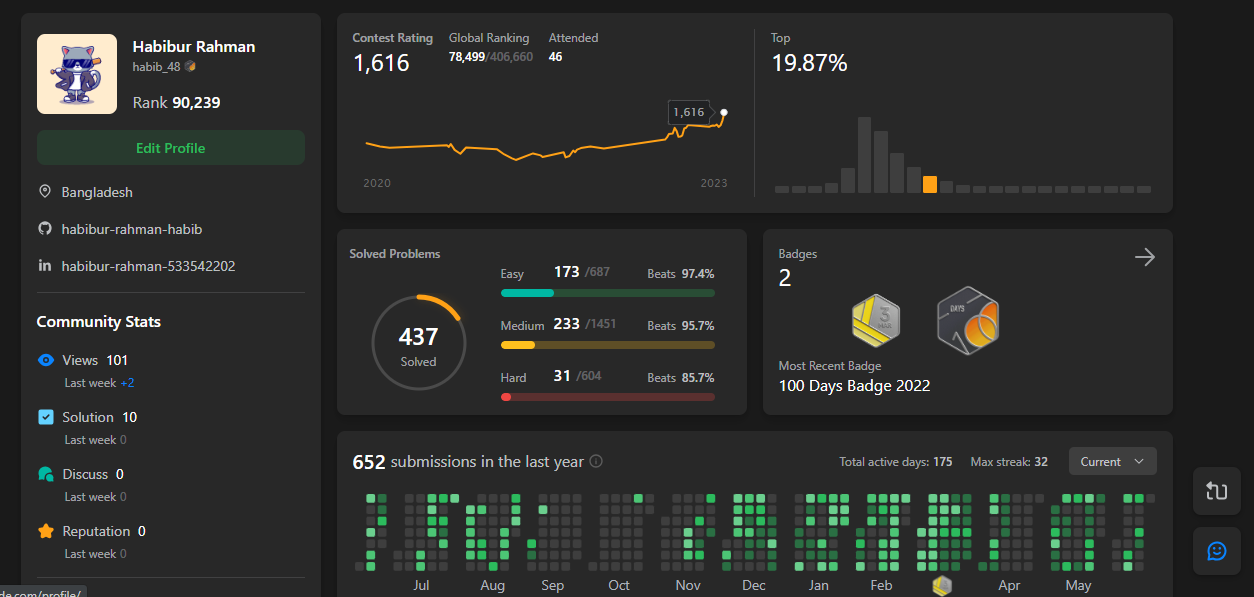 Habibur Rahman
habib_48
Rank 90,239
Edit Profile
Bangladesh
habibur-rahman-habib
habibur-rahman-533542202
Community Stats
Views 101
Last week +2
Solution 10
Last week 0
Discuss 0
Last week 0
Reputation 0
Last week 0
de.com/profile/
Contest Rating Global Ranking Attended
1,616 78,499/406,660 46
1,616
2020 2023
Top
19.87%
Solved Problems
437
Solved
Easy 173 /687 Beats 97.4%
Medium 233 /1451 Beats 95.7%
Hard 31 /604 Beats 85.7%
Badges
2
3
DAYS
Most Recent Badge
100 Days Badge 2022
652 submissions in the last year
Total active days: 175 Max streak: 32 Current
Jul Aug Sep Oct Nov Dec Jan Feb Apr May